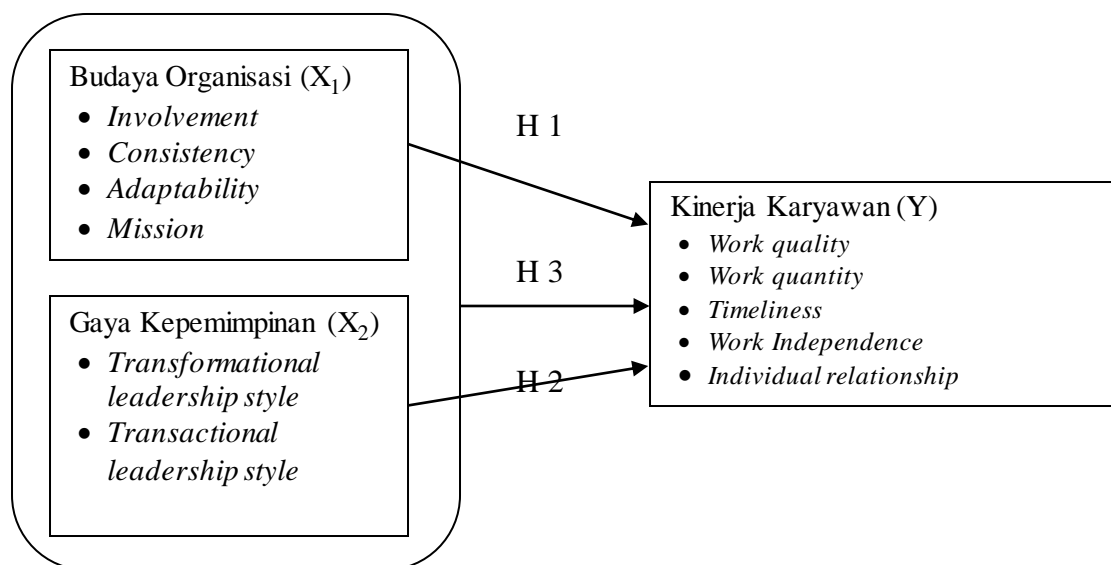 Budaya Organisasi (X₁)
• Involvement
• Consistency
• Adaptability
• Mission
H 1
Kinerja Karyawan (Y)
• Work quality
• Work quantity
• Timeliness
• Work Independence
• Individual relationship
H 3
Gaya Kepemimpinan (X₂)
• Transformational
leadership style
• Transactional
leadership style
H 2